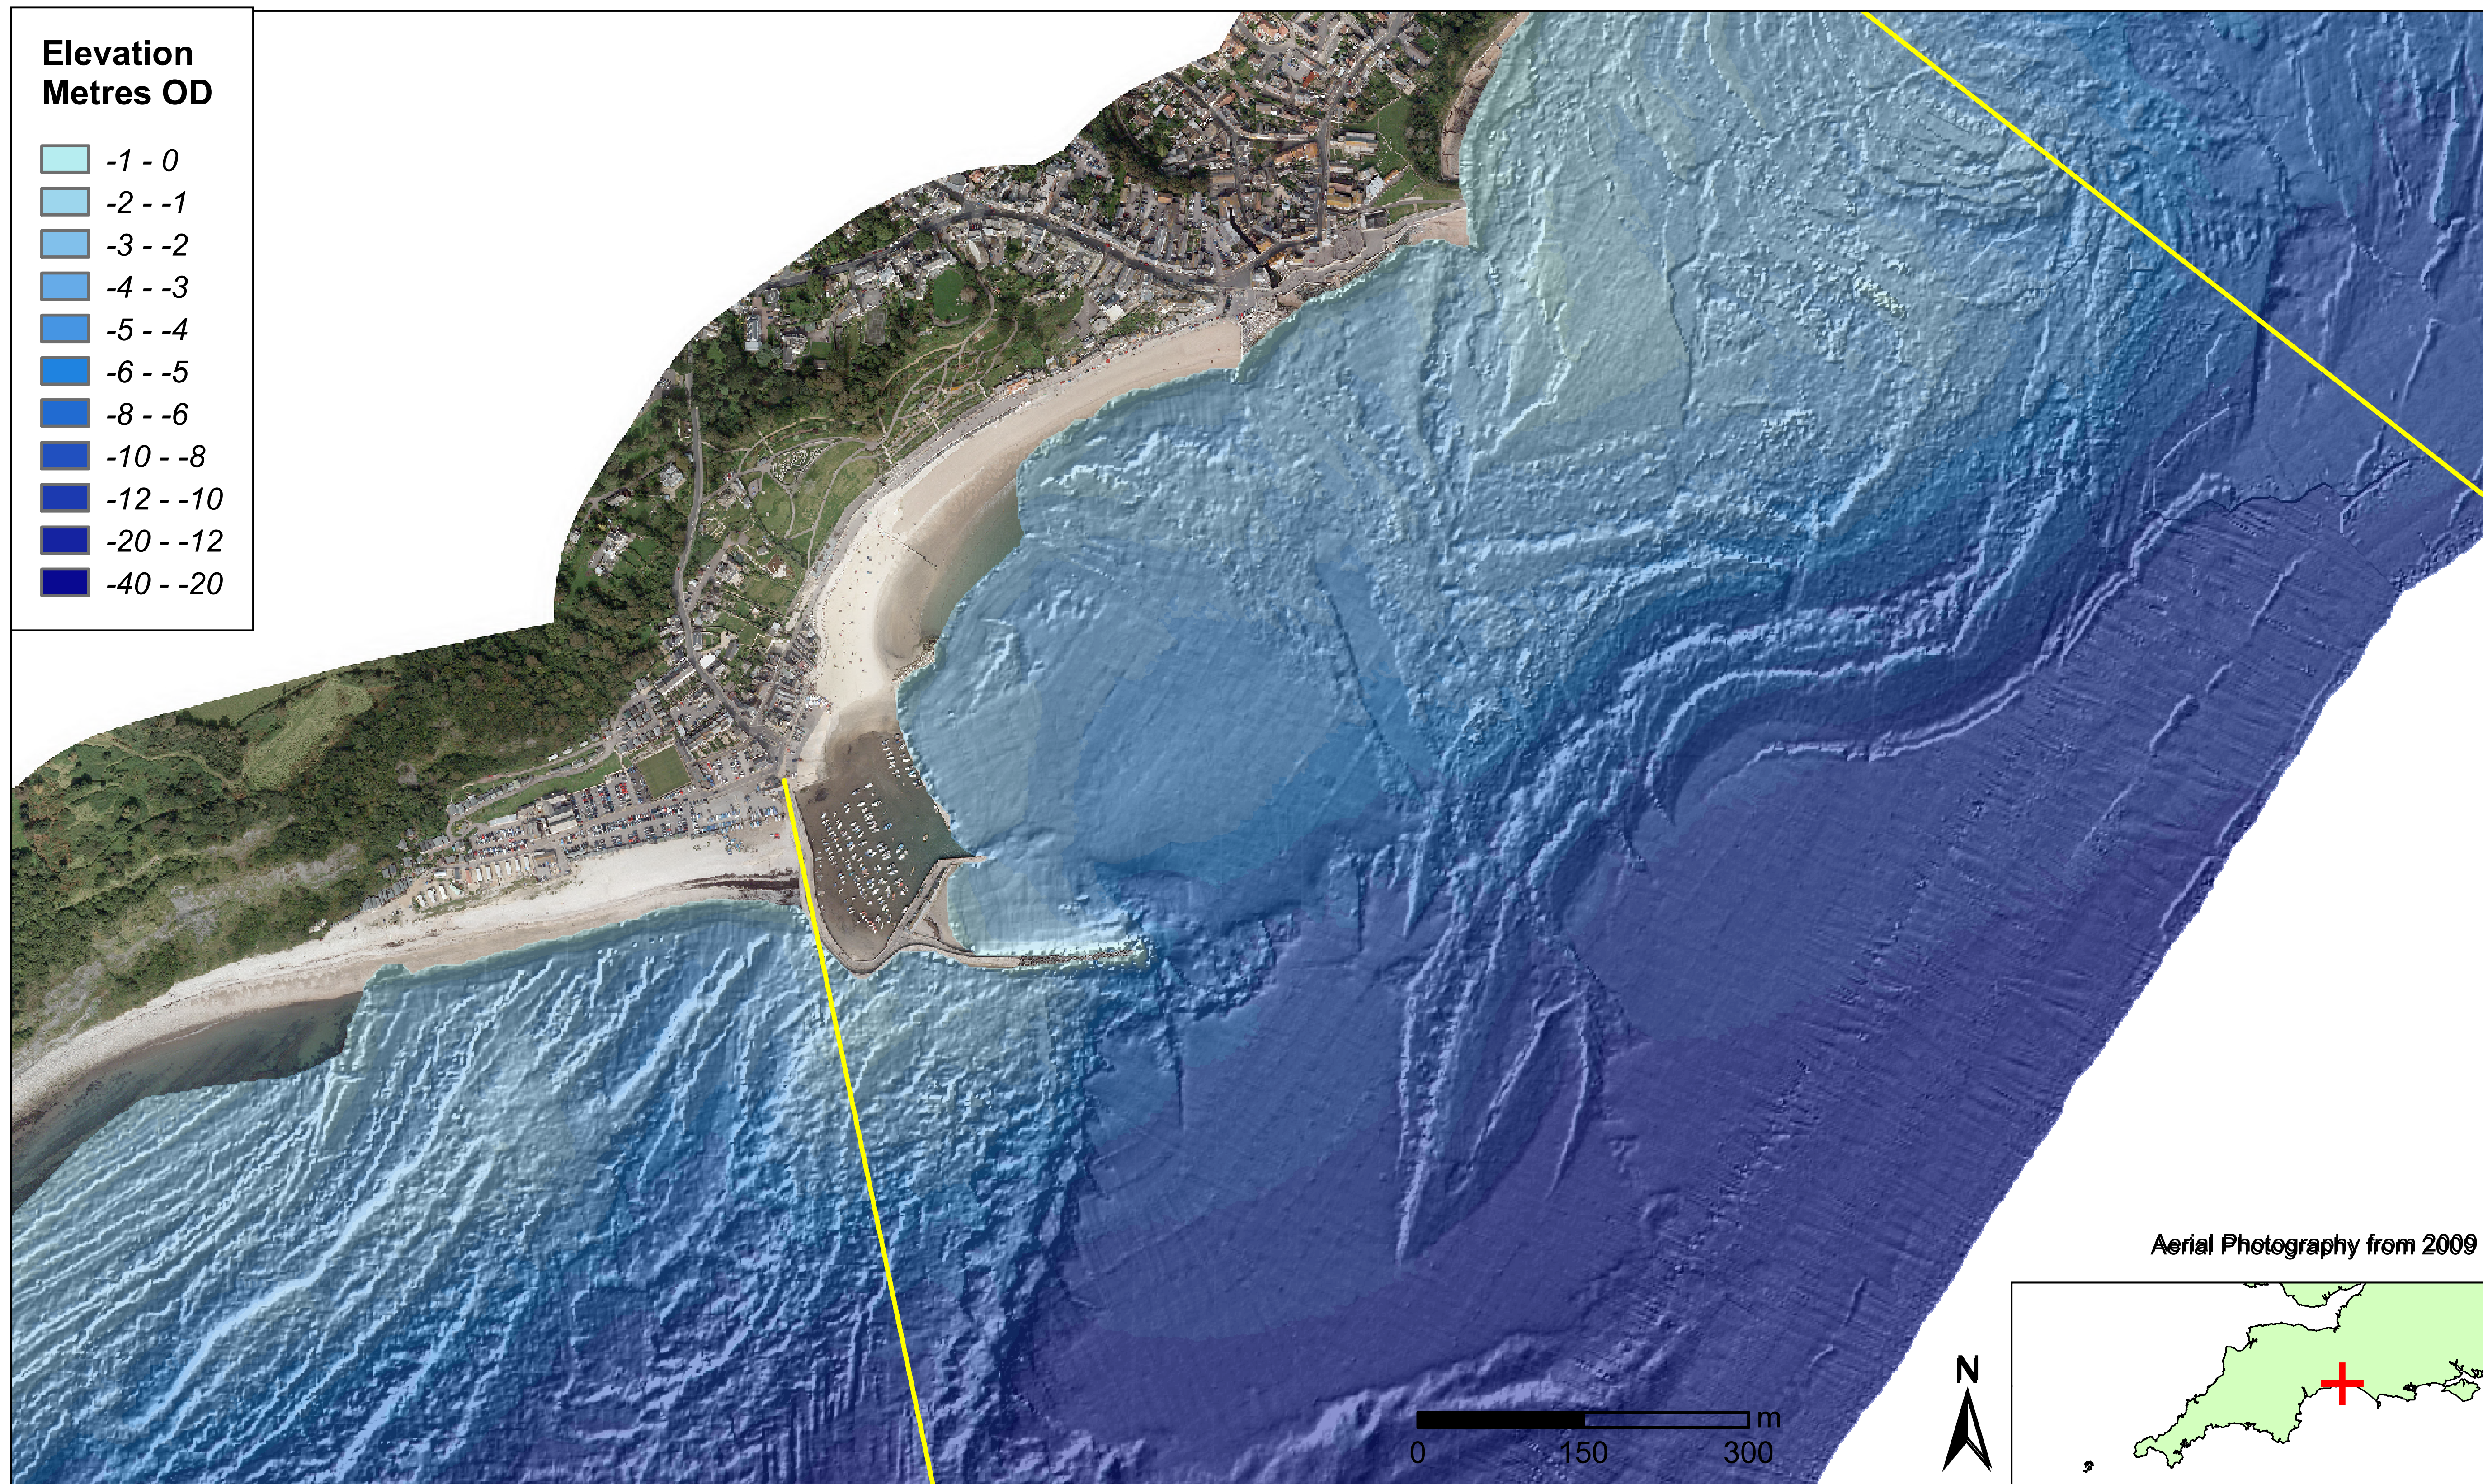 Elevation
Metres OD
-1 - 0
-2 - -1
-3 - -2
-4 - -3
-5 - -4
-6 - -5
-8 - -6
-10 - -8
-12 - -10
-20 - -12
-40 - -20
Aerial Photography from 2009
N
m
0 150 300